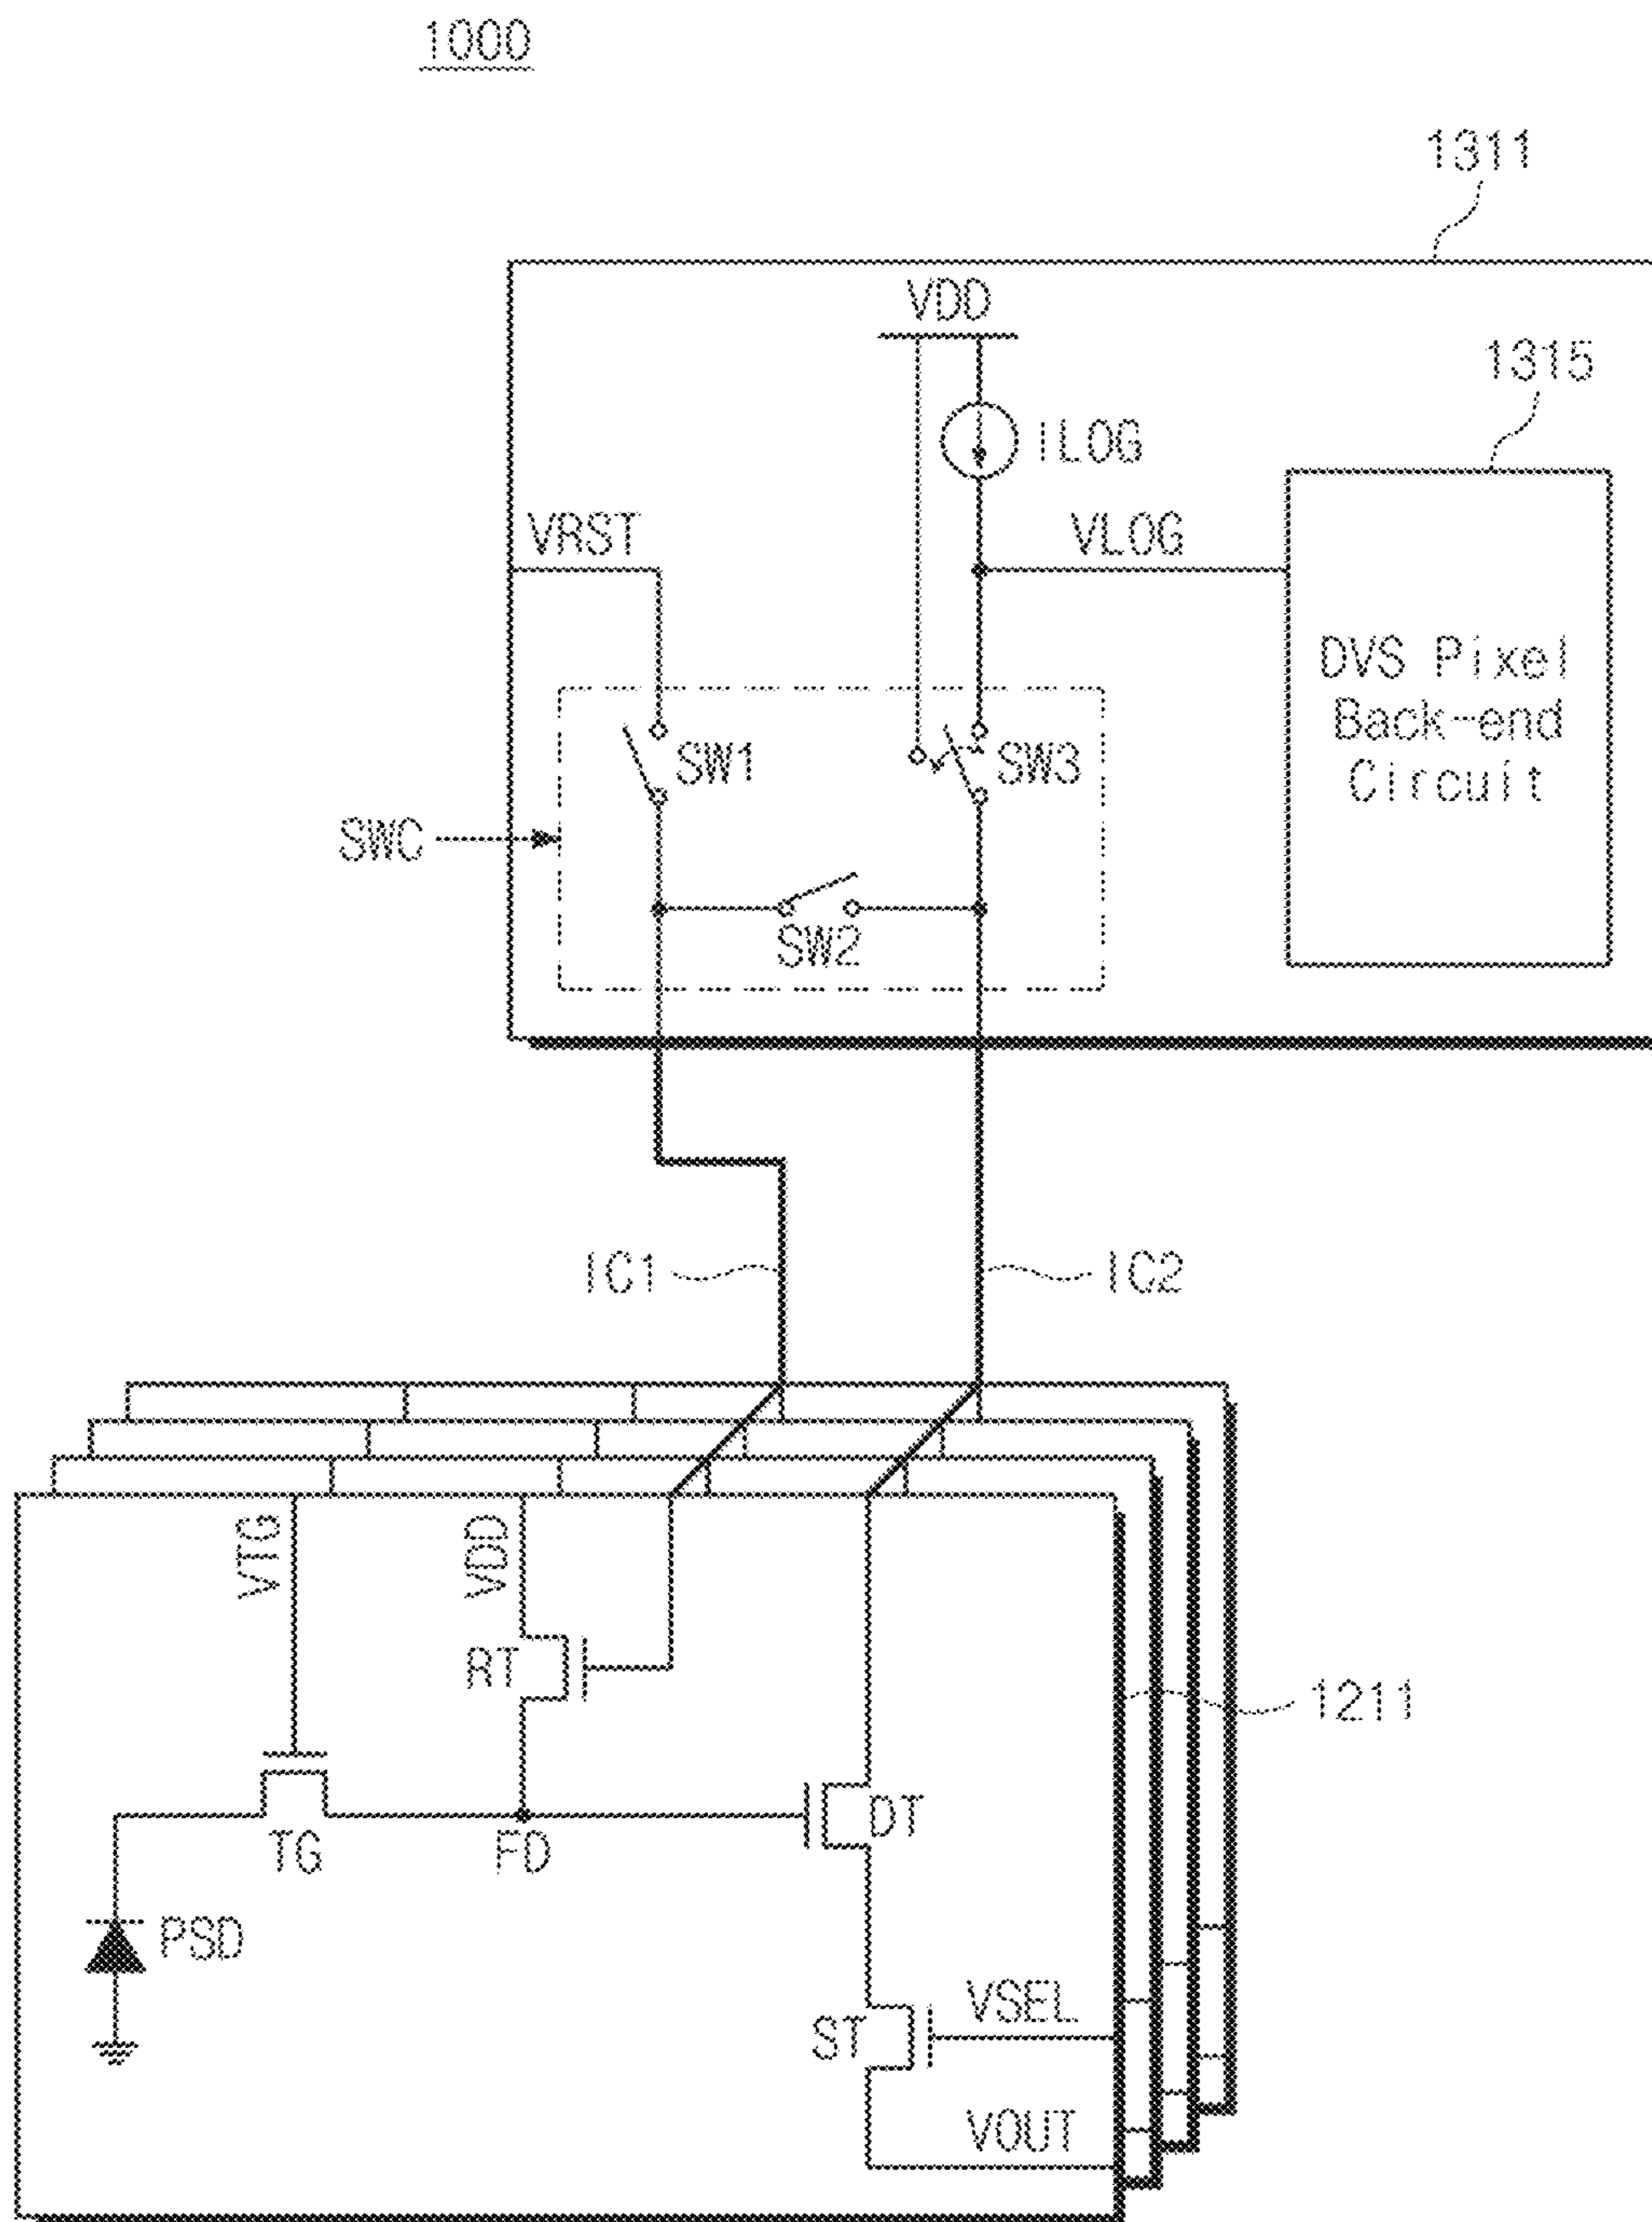 1000
1311
VDD
1315
ILOG
VRST
VLOG
DVS Pixel
Back-end
Circuit
SW1
SW3
SWC
SW2
IC1
IC2
VTG
VDD
RT
1211
DT
TG
FD
PSD
VSEL
ST
VOUT